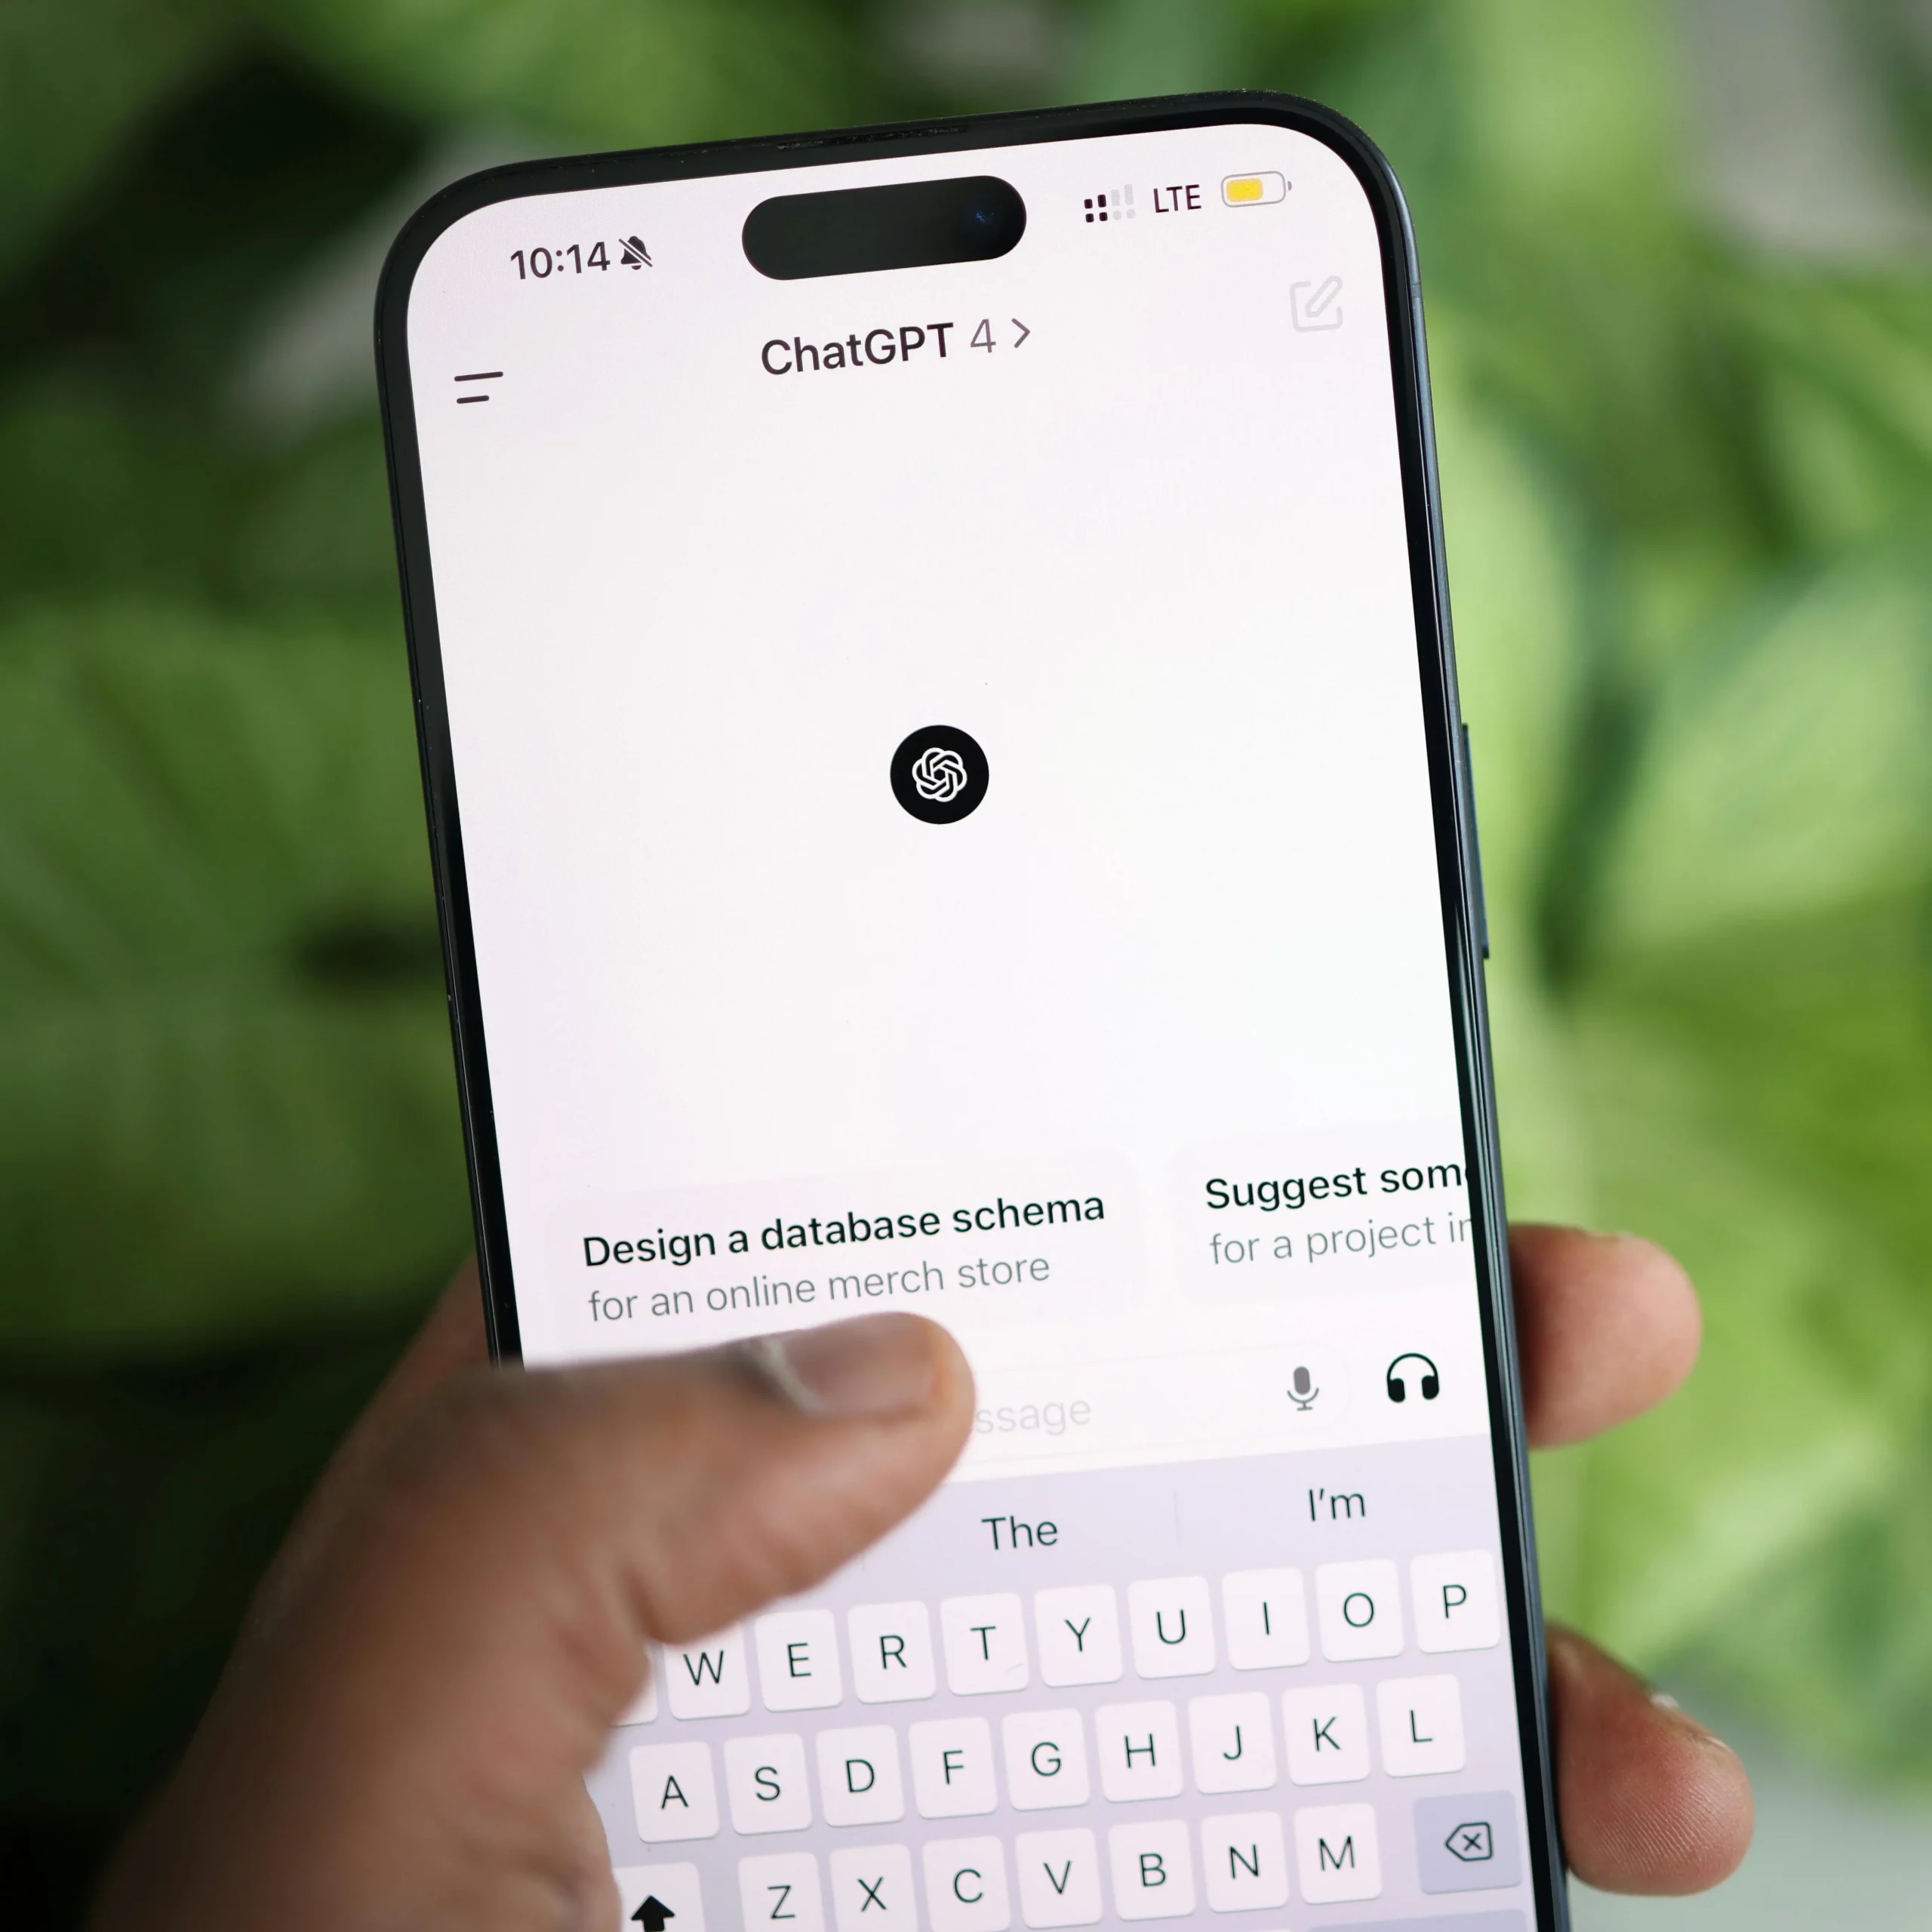 10:14
LTE
ChatGPT 4 >
Design a database schema
for an online merch store
Suggest som
for a project in
ssage
The
I'm
W E R T Y U I O P
A S D F G H J K L
Z X C V B N M